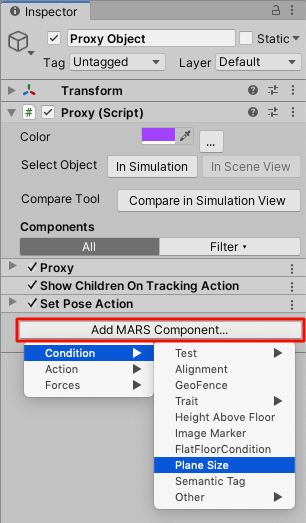 Inspector
Proxy Object
Static
Tag Untagged Layer Default
Transform
# Proxy (Script)
Color ...
Select Object In Simulation In Scene View
Compare Tool Compare in Simulation View
Components
All Filter
Proxy
Show Children On Tracking Action
Set Pose Action
Add MARS Component...
Condition
Action
Forces
Test
Alignment
GeoFence
Trait
Height Above Floor
Image Marker
FlatFloorCondition
Plane Size
Semantic Tag
Other